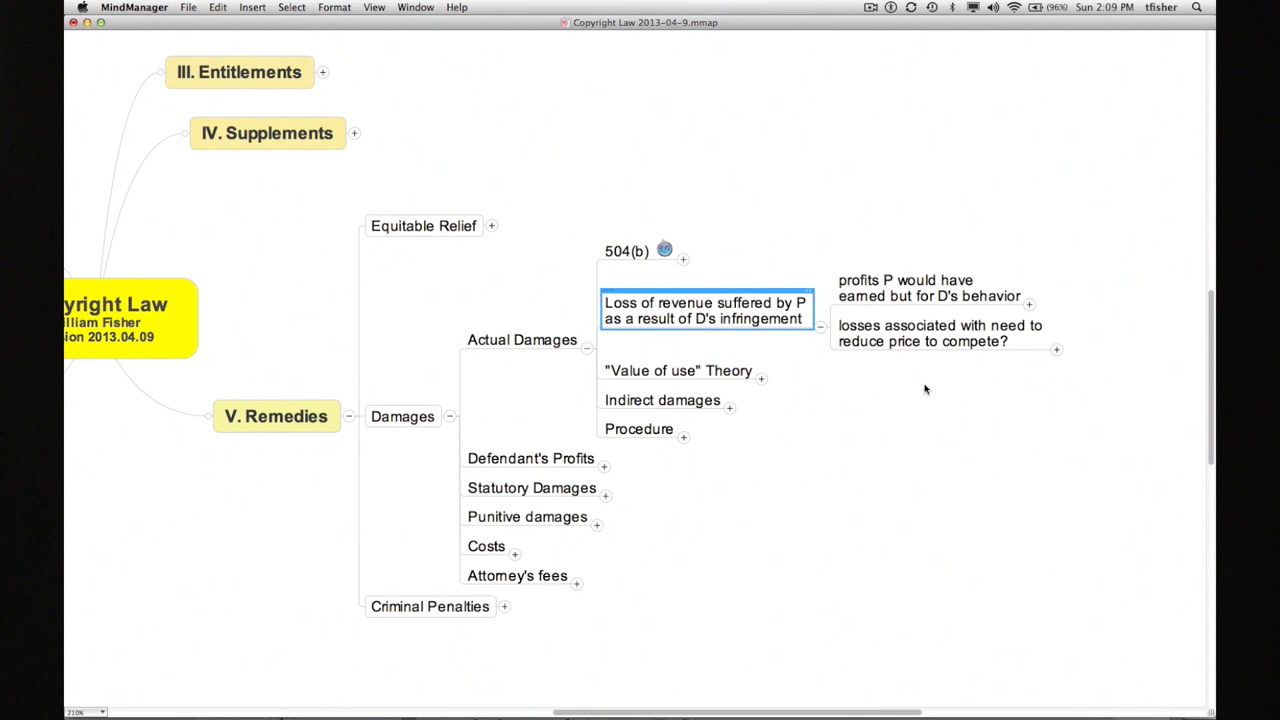 MindManager File Edit Insert Select Format View Window Help (96%) Sun 2:09 PM tfisher
Copyright Law 2013-04-9.mmap
III. Entitlements
IV. Supplements
Equitable Relief
504(b)
profits P would have
earned but for D's behavior
Loss of revenue suffered by P
as a result of D's infringement
losses associated with need to
reduce price to compete?
yright Law
illiam Fisher
sion 2013.04.09
Actual Damages
"Value of use" Theory
Indirect damages
Procedure
V. Remedies
Damages
Defendant's Profits
Statutory Damages
Punitive damages
Costs
Attorney's fees
Criminal Penalties
210%